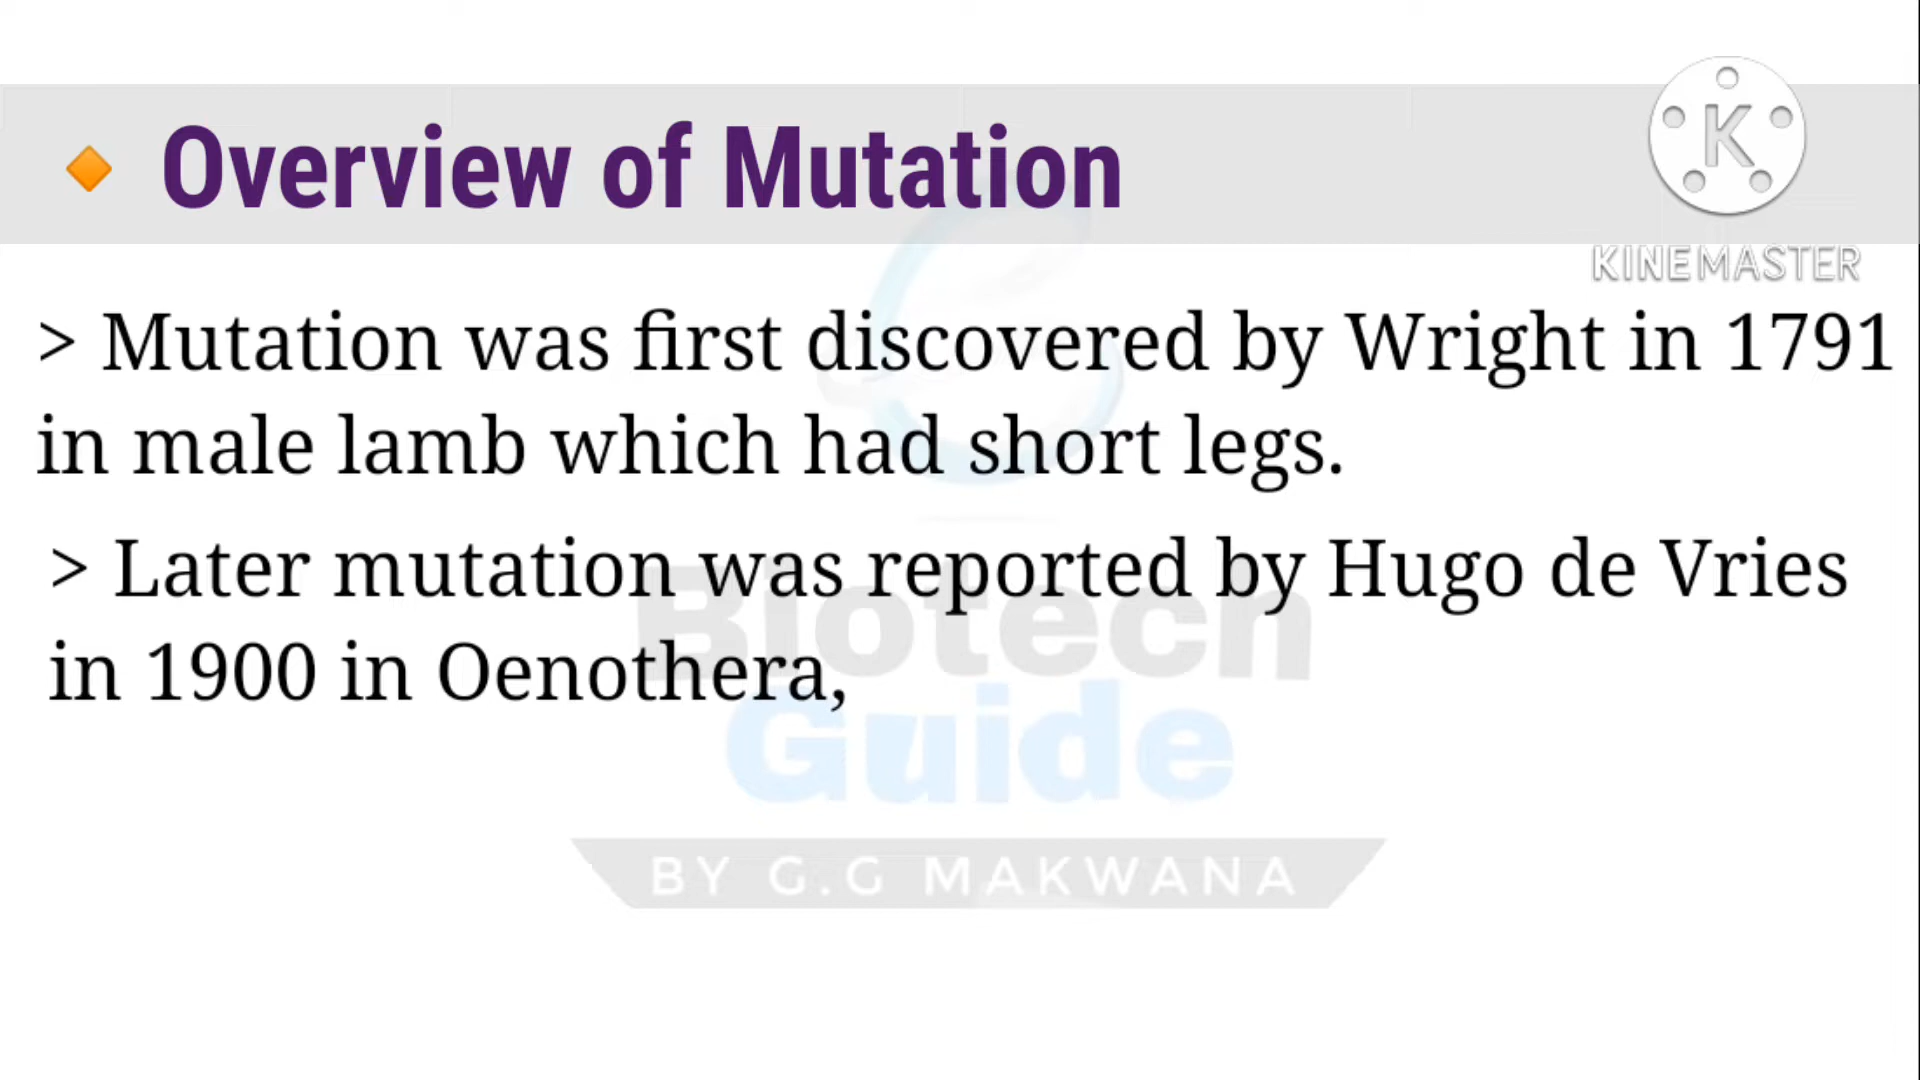 🔸 Overview of Mutation
K
KINEMASTER
> Mutation was first discovered by Wright in 1791
in male lamb which had short legs.
> Later mutation was reported by Hugo de Vries
in 1900 in Oenothera,
Biotech
Guide
BY G.G MAKWANA